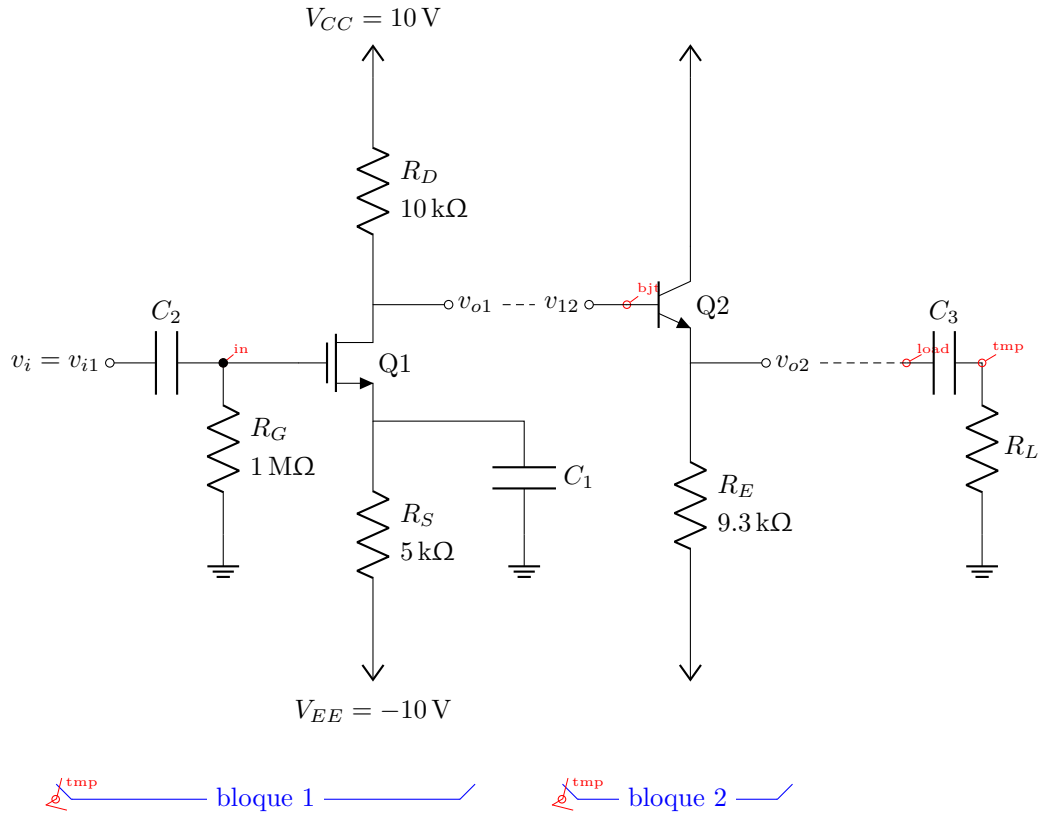 V_CC = 10 V
R_D
10 kΩ
bjt
v_o1
v_12
Q2
C_2
C_3
v_i = v_i1
in
Q1
v_o2
load
tmp
R_G
1 MΩ
R_L
C_1
R_S
5 kΩ
R_E
9.3 kΩ
V_EE = −10 V
tmp
bloque 1
tmp
bloque 2